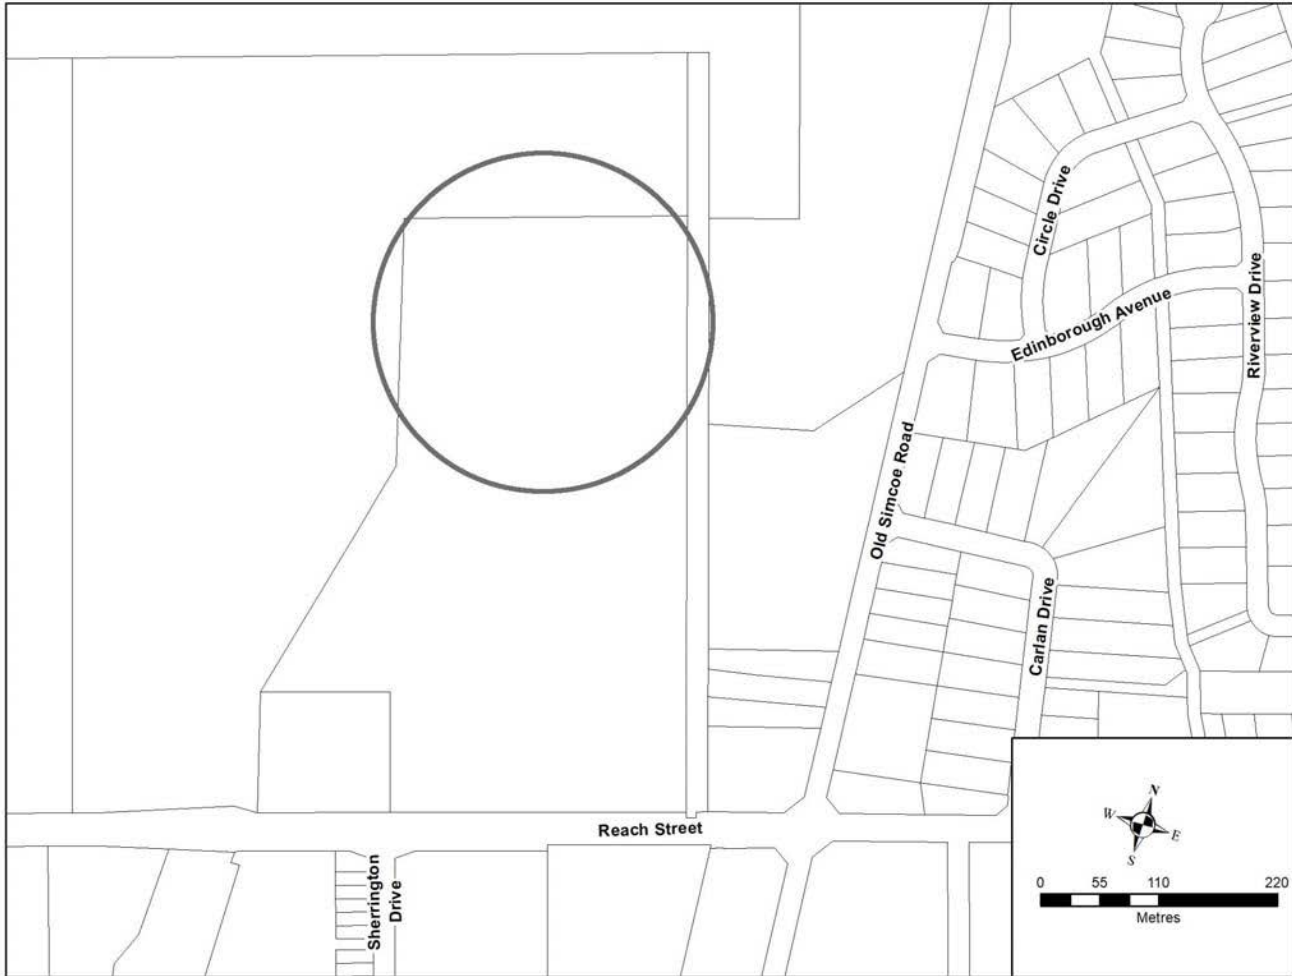 Circle Drive
Edinborough Avenue
Riverview Drive
Old Simcoe Road
Carlan Drive
Reach Street
Sherrington
Drive
N
W
E
S
0 55 110 220
Metres